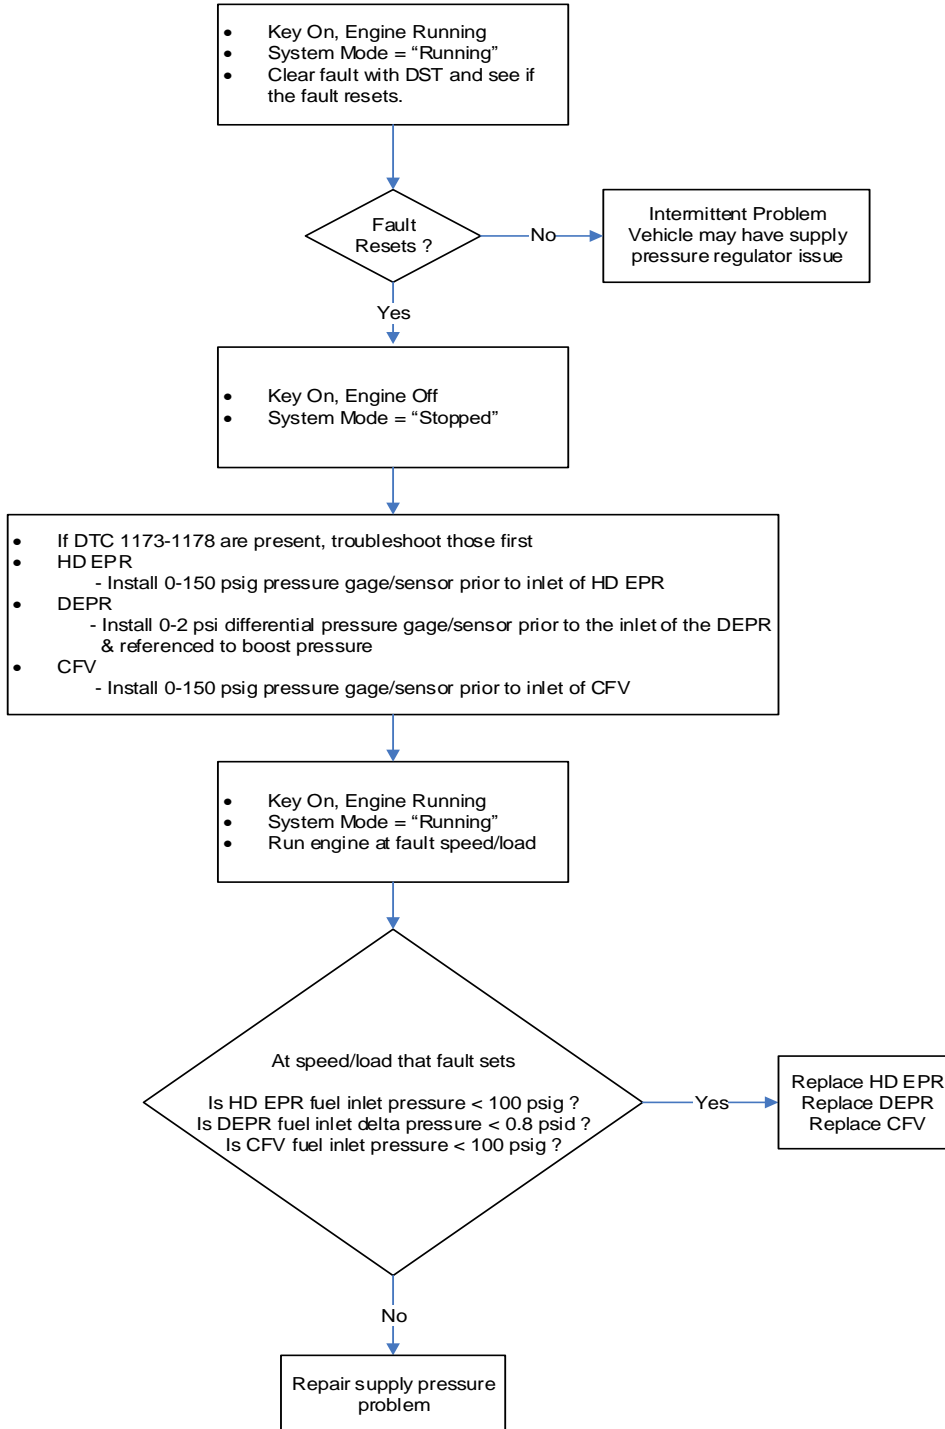 • Key On, Engine Running
• System Mode = “Running”
• Clear fault with DST and see if
the fault resets.
Fault
Resets ?
No
Intermittent Problem
Vehicle may have supply
pressure regulator issue
Yes
• Key On, Engine Off
• System Mode = “Stopped”
• If DTC 1173-1178 are present, troubleshoot those first
• HD EPR
- Install 0-150 psig pressure gage/sensor prior to inlet of HD EPR
• DEPR
- Install 0-2 psi differential pressure gage/sensor prior to the inlet of the DEPR
& referenced to boost pressure
• CFV
- Install 0-150 psig pressure gage/sensor prior to inlet of CFV
• Key On, Engine Running
• System Mode = “Running”
• Run engine at fault speed/load
At speed/load that fault sets
Is HD EPR fuel inlet pressure < 100 psig ?
Is DEPR fuel inlet delta pressure < 0.8 psid ?
Is CFV fuel inlet pressure < 100 psig ?
Yes
Replace HD EPR
Replace DEPR
Replace CFV
No
Repair supply pressure
problem